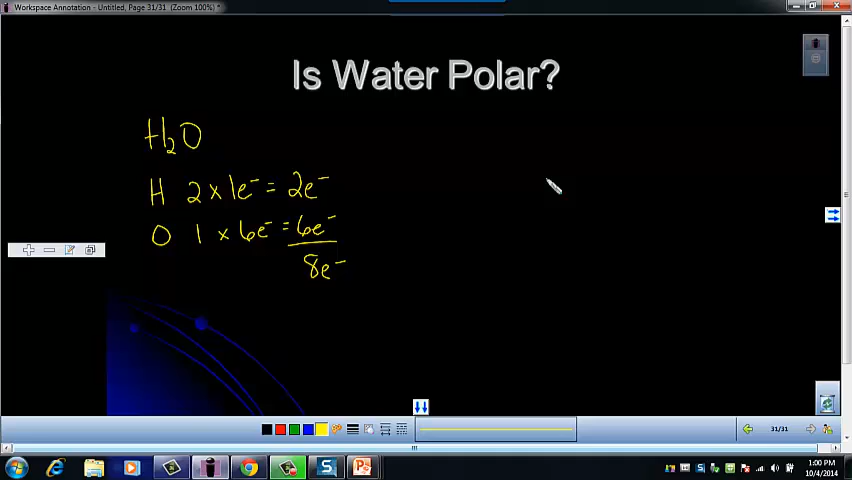 Workspace Annotation - Untitled, Page 31/31 (Zoom 100%) *
Is Water Polar?
H₂O
H 2 x 1e⁻ = 2e⁻
O 1 x 6e⁻ = 6e⁻
8e⁻
31/31
1:00 PM
10/4/2014